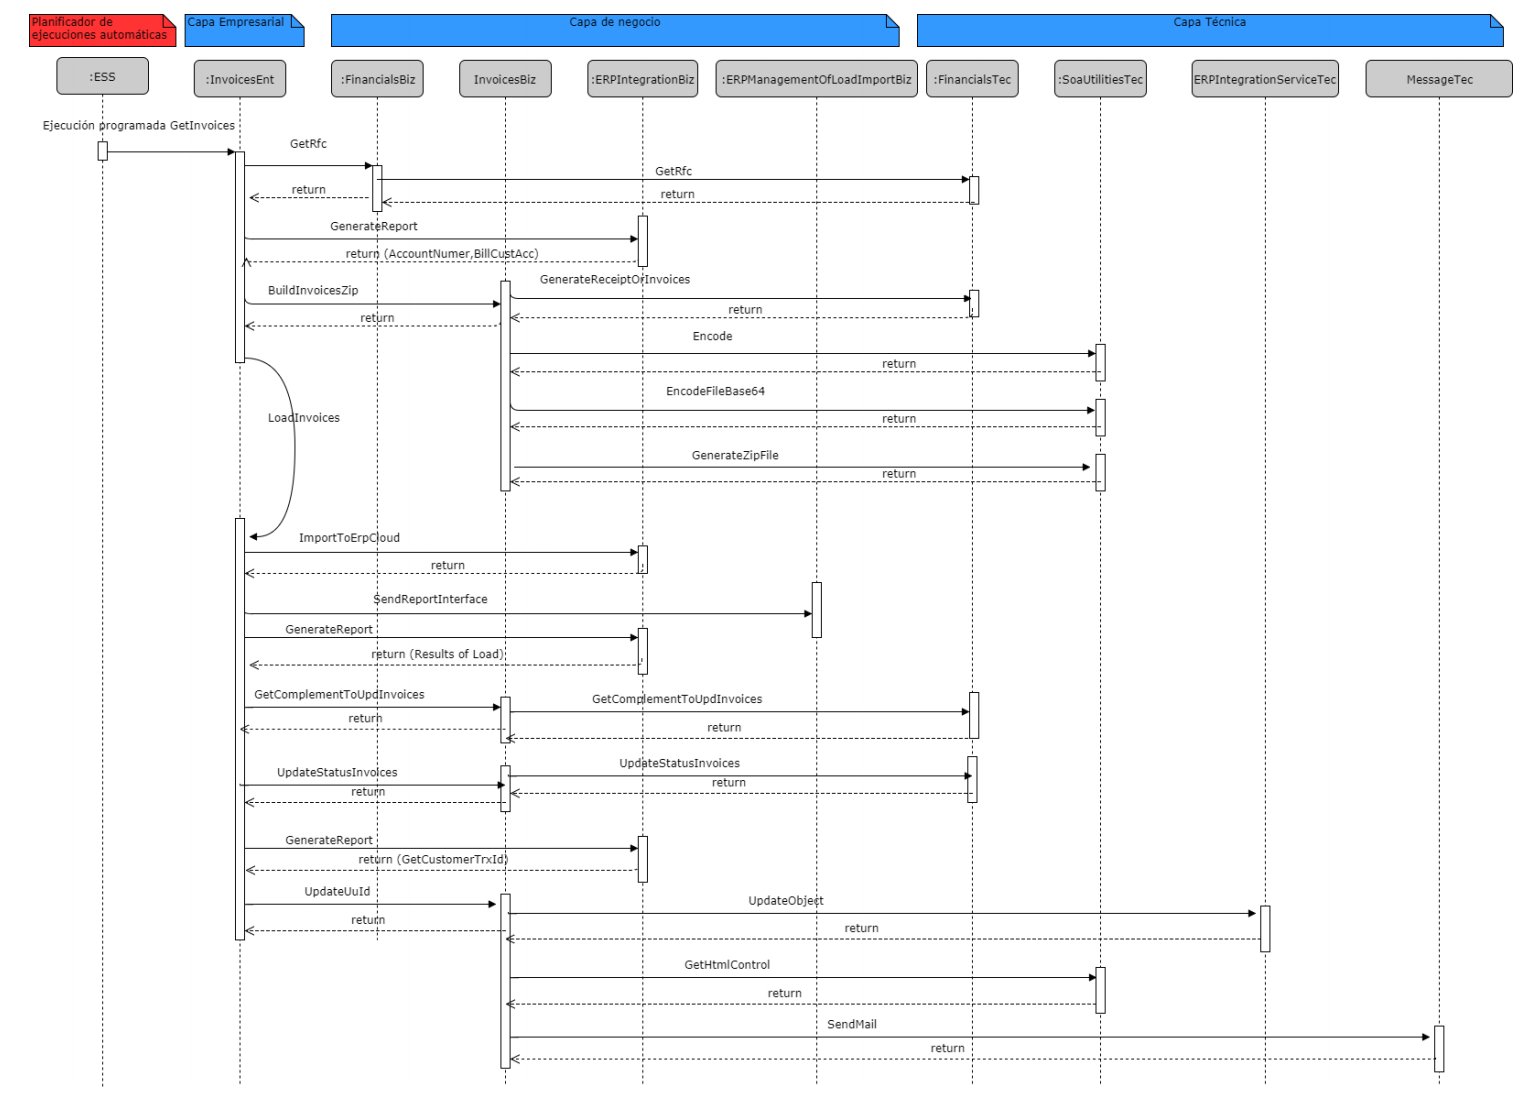 Planificador de
ejecuciones automáticas
Capa Empresarial
Capa de negocio
Capa Técnica
:ESS
:InvoicesEnt
:FinancialsBiz
InvoicesBiz
:ERPIntegrationBiz
:ERPManagementOfLoadImportBiz
:FinancialsTec
:SoaUtilitiesTec
ERPIntegrationServiceTec
MessageTec
Ejecución programada GetInvoices
GetRfc
GetRfc
return
return
GenerateReport
return (AccountNumer,BillCustAcc)
GenerateReceiptOrInvoices
BuildInvoicesZip
return
return
Encode
return
EncodeFileBase64
return
LoadInvoices
GenerateZipFile
return
ImportToErpCloud
return
SendReportInterface
GenerateReport
return (Results of Load)
GetComplementToUpdInvoices
GetComplementToUpdInvoices
return
return
UpdateStatusInvoices
UpdateStatusInvoices
return
return
GenerateReport
return (GetCustomerTrxId)
UpdateUuId
UpdateObject
return
return
GetHtmlControl
return
SendMail
return